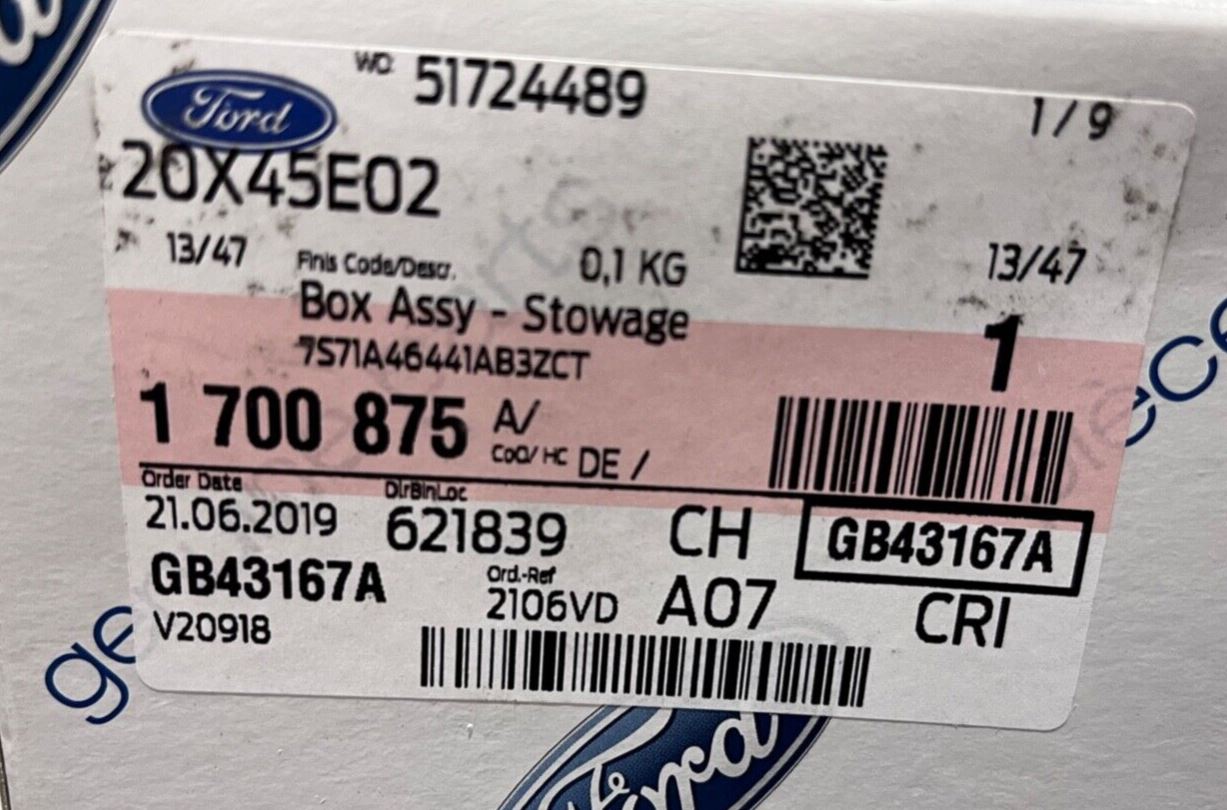 Ford
WO: 51724489
1/9
20X45E02
13/47
Finis Code/Descr.
0,1 KG
13/47
Box Assy - Stowage
7S71A46441AB3ZCT
1
1 700 875 A/
CoO/HC DE /
Order Date
DlrBinLoc
21.06.2019
621839
CH
GB43167A
GB43167A
Ord.-Ref
2106VD
A07
CRI
V20918
ge
Ford